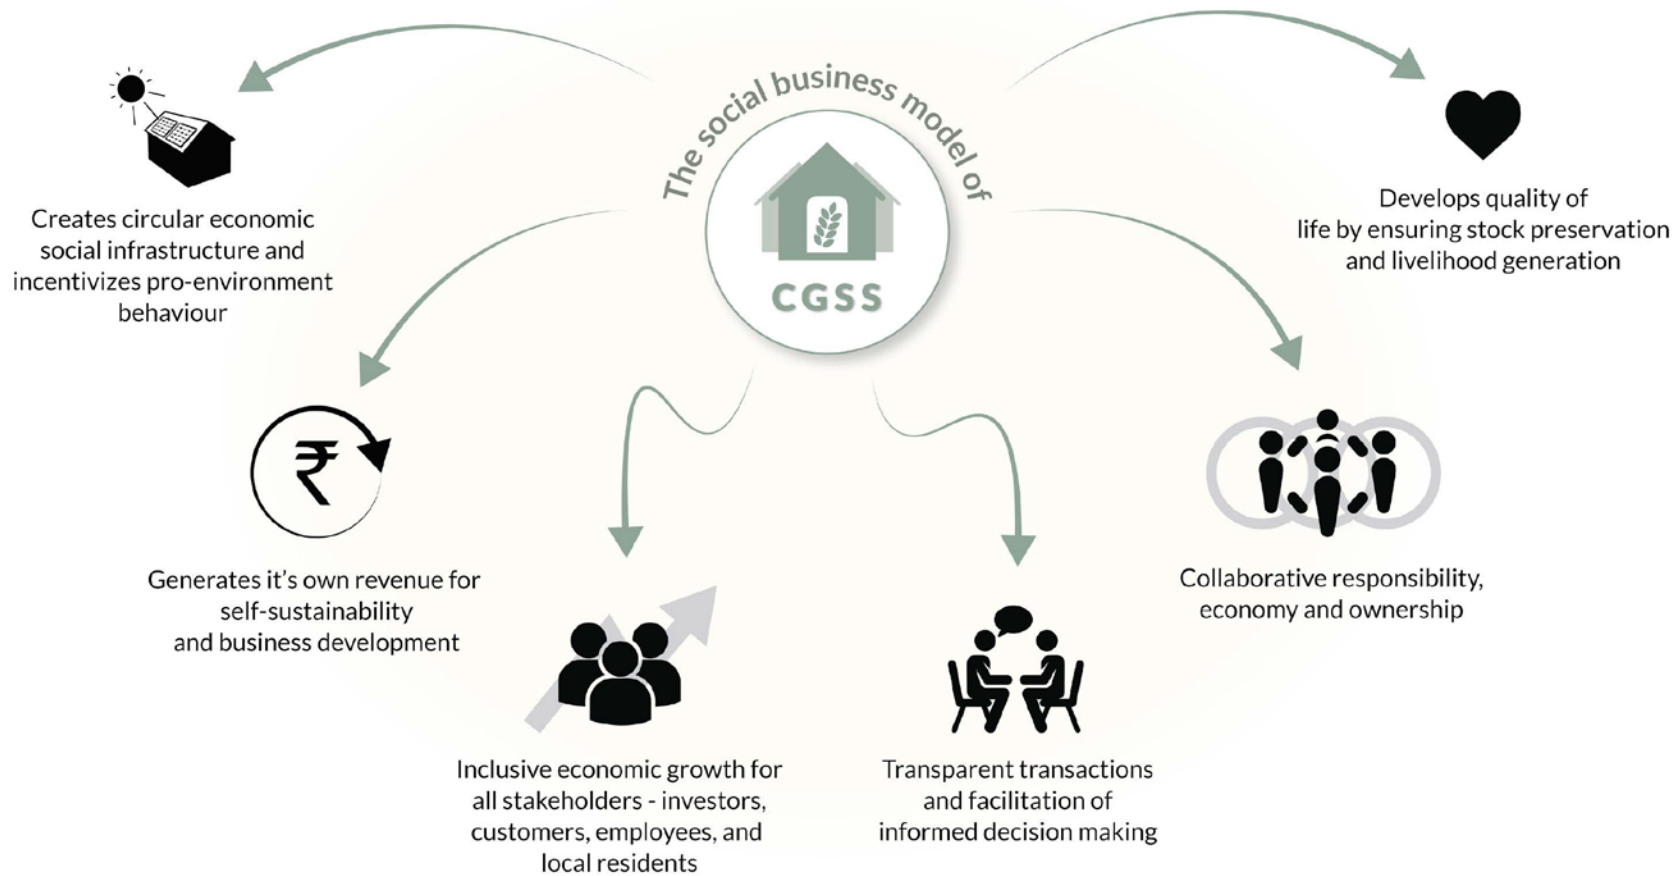 The social business model of
CGSS
Creates circular economic
social infrastructure and
incentivizes pro-environment
behaviour
Generates it’s own revenue for
self-sustainability
and business development
Inclusive economic growth for
all stakeholders - investors,
customers, employees, and
local residents
Transparent transactions
and facilitation of
informed decision making
Collaborative responsibility,
economy and ownership
Develops quality of
life by ensuring stock preservation
and livelihood generation
₹